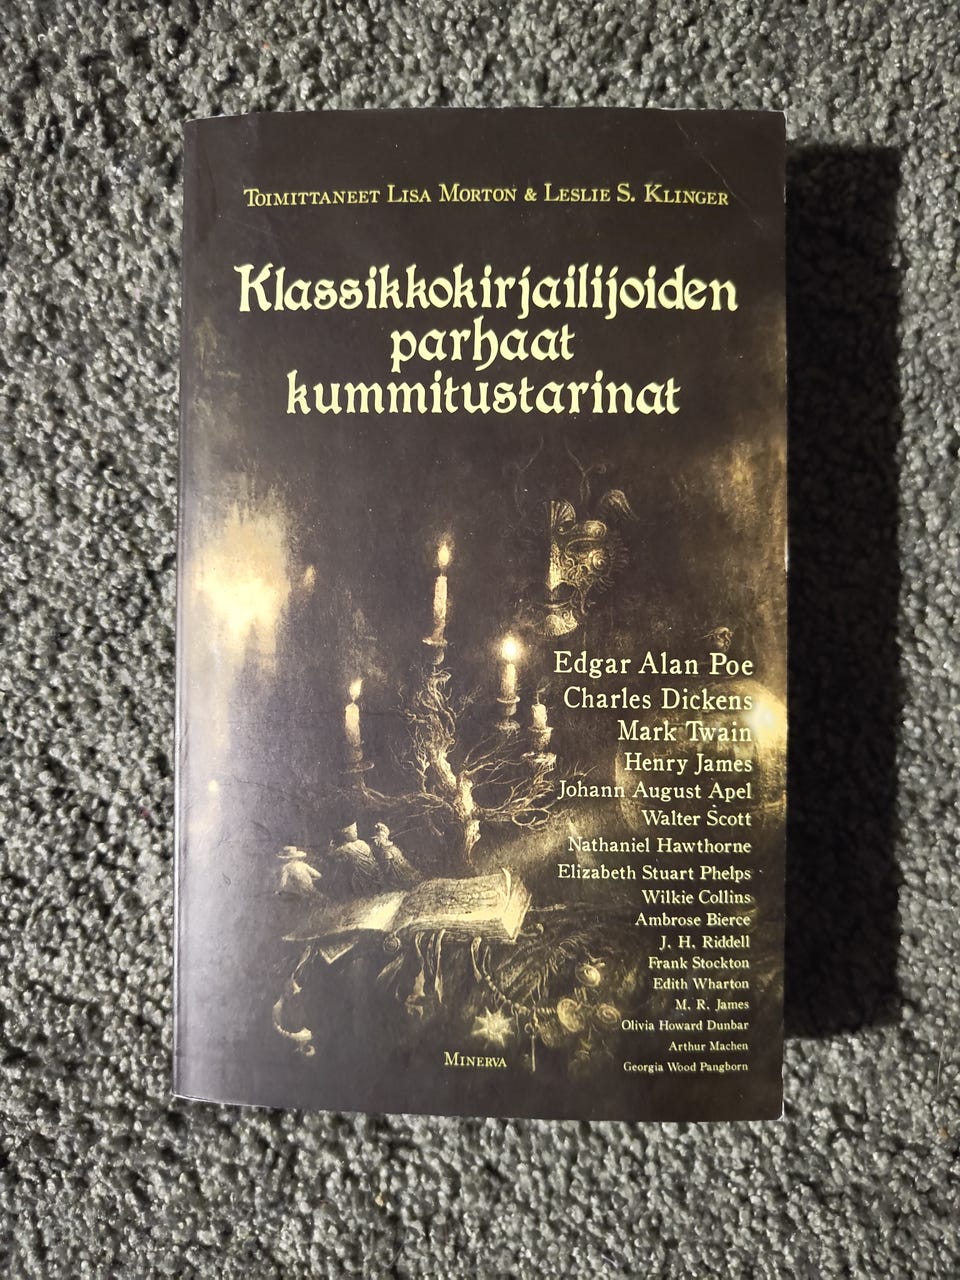 Toimittaneet Lisa Morton & Leslie S. Klinger
Klassikkokirjailijoiden
parhaat
kummitustarinat
Edgar Alan Poe
Charles Dickens
Mark Twain
Henry James
Johann August Apel
Walter Scott
Nathaniel Hawthorne
Elizabeth Stuart Phelps
Wilkie Collins
Ambrose Bierce
J. H. Riddell
Frank Stockton
Edith Wharton
M. R. James
Olivia Howard Dunbar
Arthur Machen
Georgia Wood Pangborn
Minerva